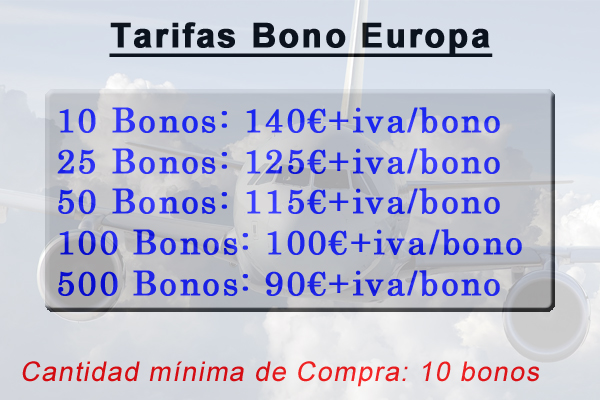 Tarifas Bono Europa
10 Bonos: 140€+iva/bono
25 Bonos: 125€+iva/bono
50 Bonos: 115€+iva/bono
100 Bonos: 100€+iva/bono
500 Bonos: 90€+iva/bono
Cantidad mínima de Compra: 10 bonos